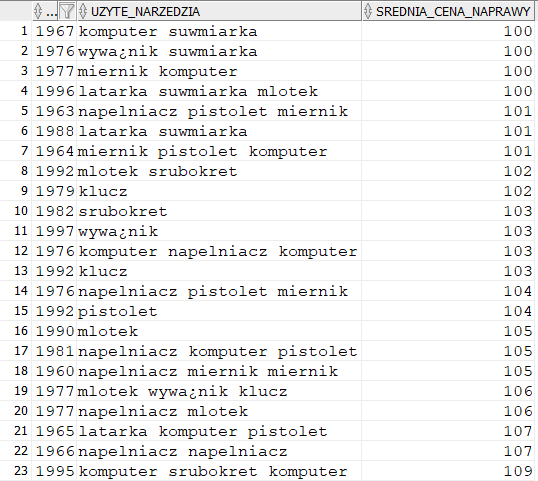 ... UZYTE_NARZEDZIA SREDNIA_CENA_NAPRAWY
1 1967 komputer suwmiarka 100
2 1976 wywa¿nik suwmiarka 100
3 1977 miernik komputer 100
4 1996 latarka suwmiarka mlotek 100
5 1963 napelniacz pistolet miernik 101
6 1988 latarka suwmiarka 101
7 1964 miernik pistolet komputer 101
8 1992 mlotek srubokret 102
9 1979 klucz 102
10 1982 srubokret 103
11 1997 wywa¿nik 103
12 1976 komputer napelniacz komputer 103
13 1992 klucz 103
14 1976 napelniacz pistolet miernik 104
15 1992 pistolet 104
16 1990 mlotek 105
17 1981 napelniacz komputer pistolet 105
18 1960 napelniacz miernik miernik 105
19 1977 mlotek wywa¿nik klucz 106
20 1977 napelniacz mlotek 106
21 1965 latarka komputer pistolet 107
22 1966 napelniacz napelniacz 107
23 1995 komputer srubokret komputer 109